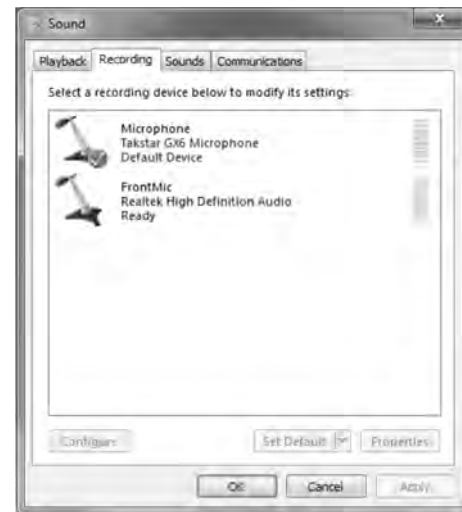 Sound
Playback Recording Sounds Communications
Select a recording device below to modify its settings:
Microphone
Takstar GX6 Microphone
Default Device
FrontMic
Realtek High Definition Audio
Ready
Configure Set Default Properties
OK Cancel Apply